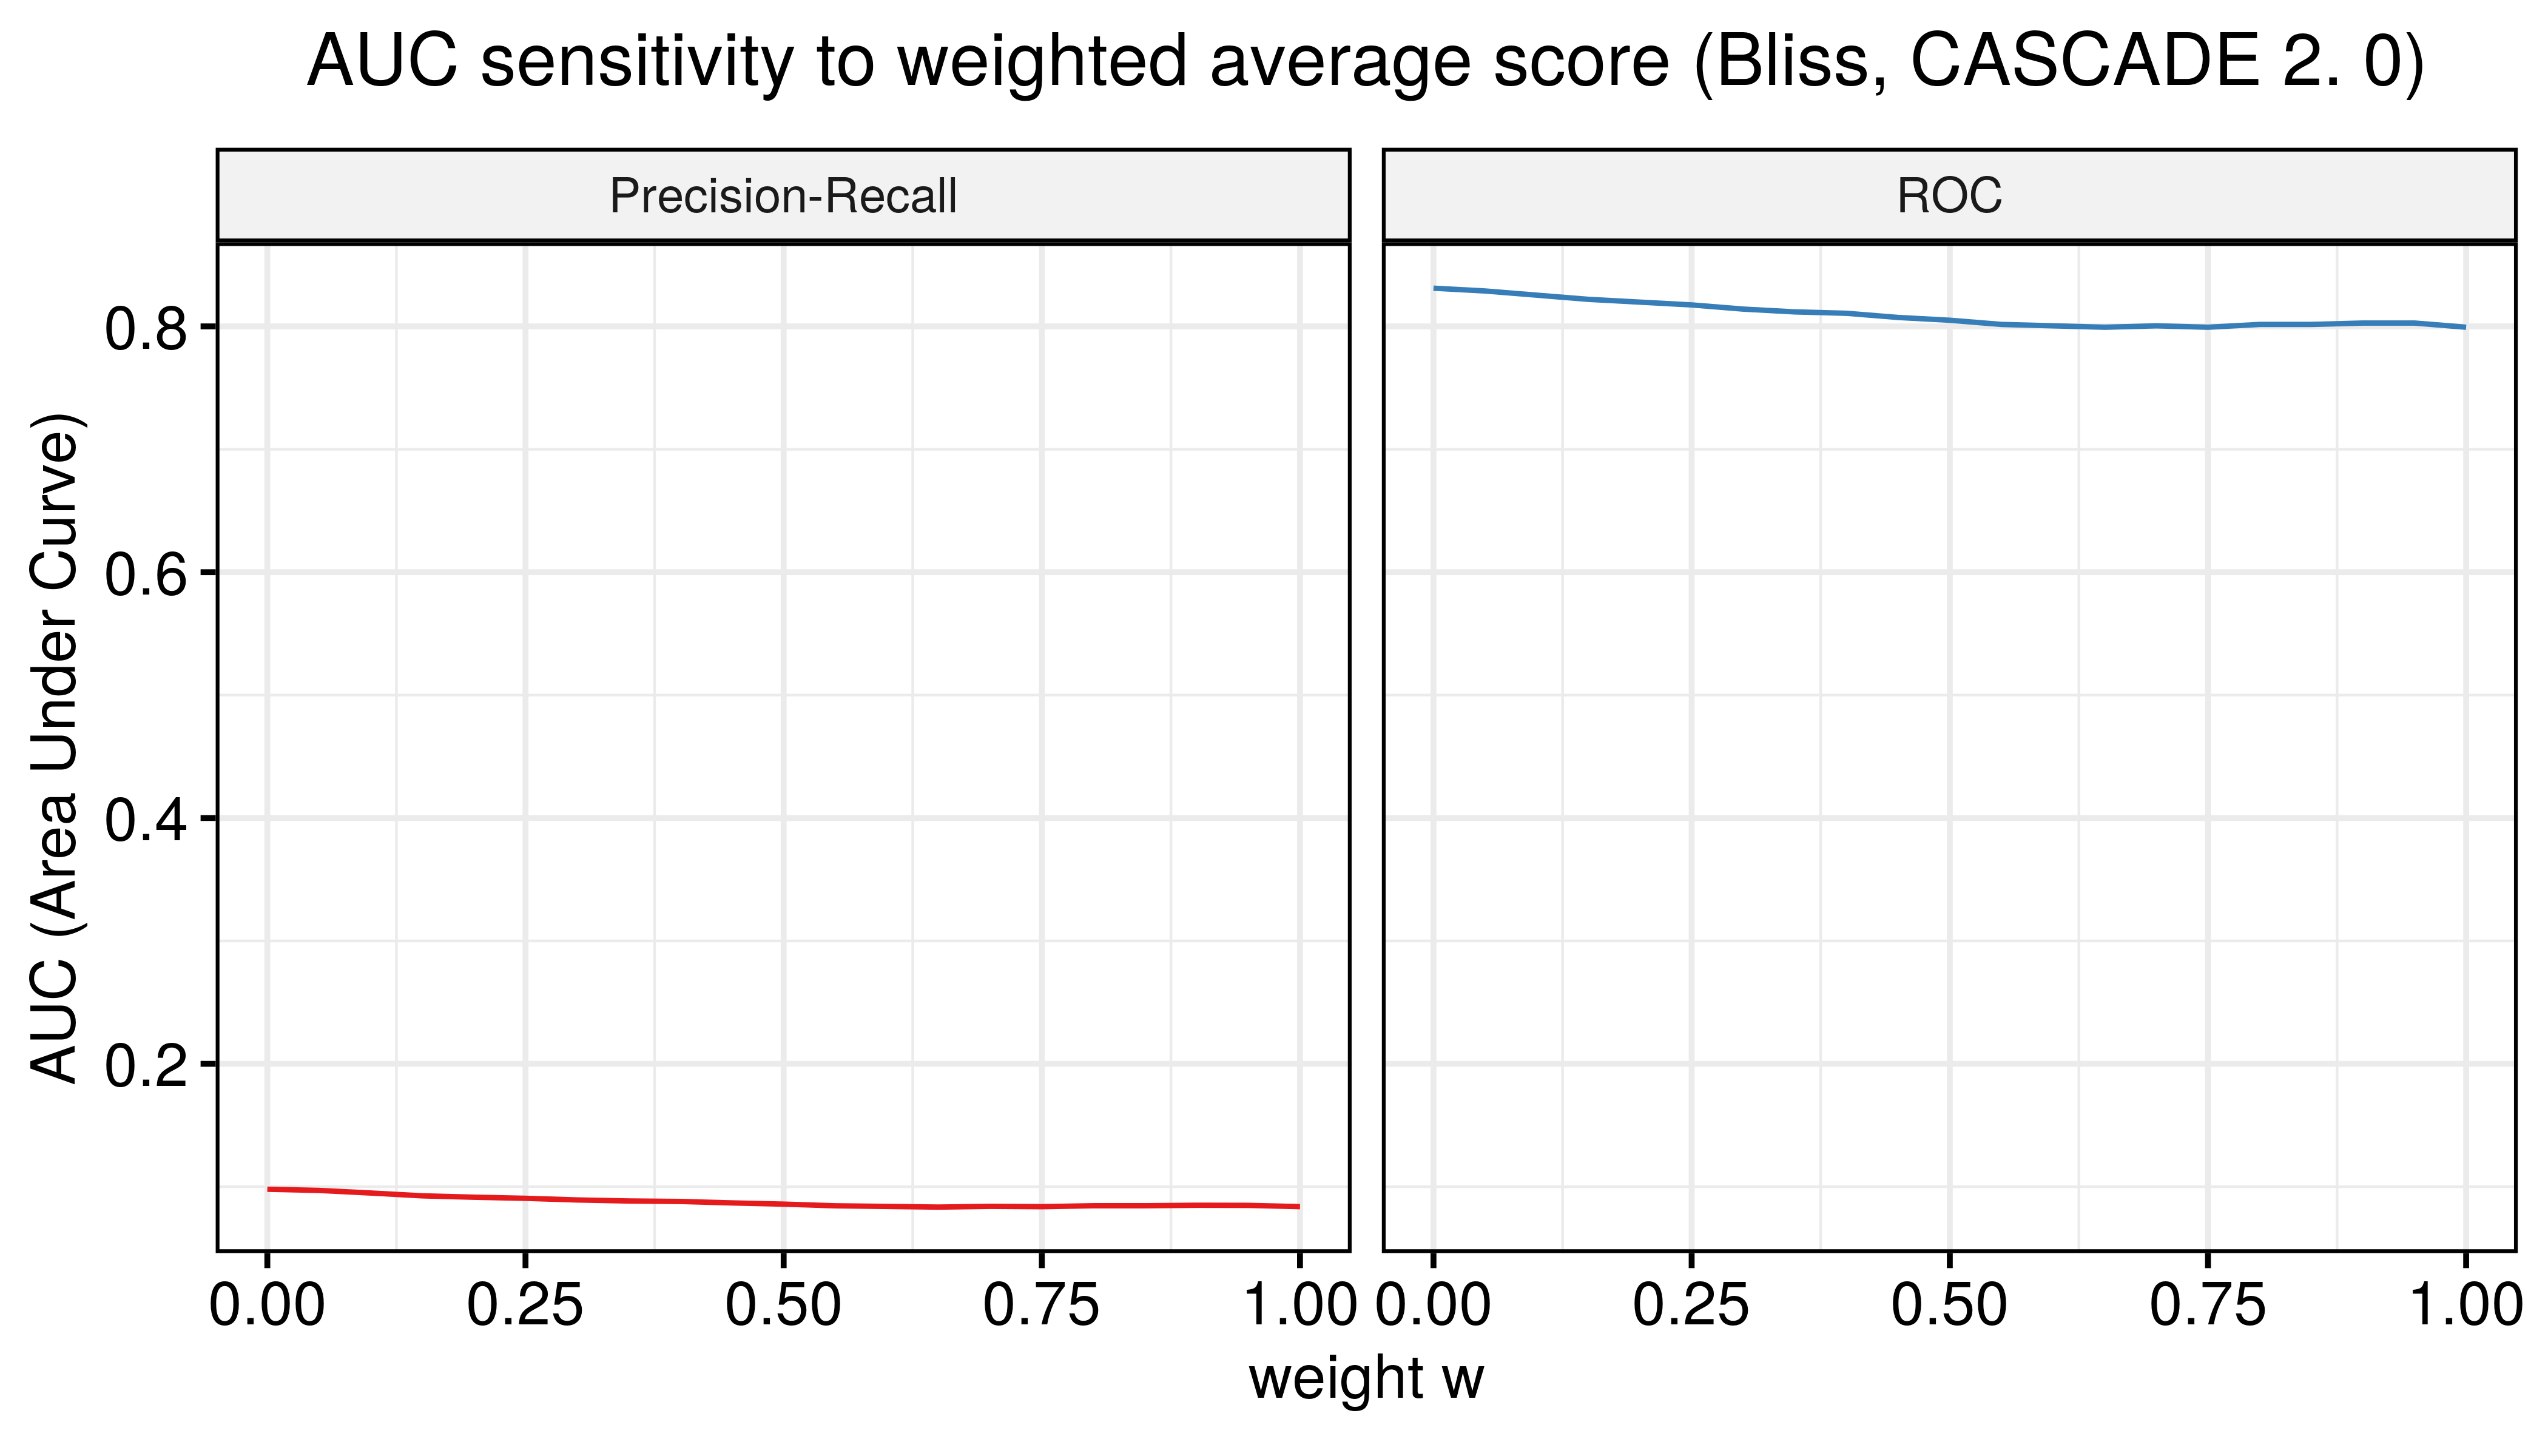 AUC sensitivity to weighted average score (Bliss, CASCADE 2. 0)
Precision-Recall
ROC
AUC (Area Under Curve)
0.8
0.6
0.4
0.2
0.00 0.25 0.50 0.75 1.00
0.00 0.25 0.50 0.75 1.00
weight w